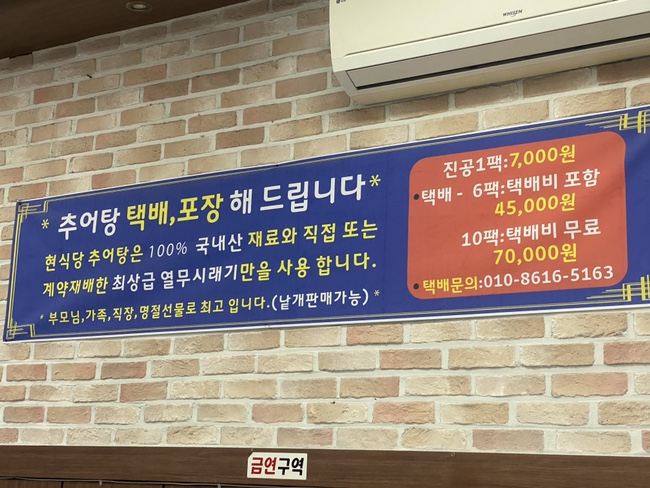 WHISEN
* 추어탕 택배,포장 해 드립니다 *
현식당 추어탕은 100% 국내산 재료와 직접 또는
계약재배한 최상급 열무시래기만을 사용 합니다.
* 부모님,가족,직장,명절선물로 최고 입니다.(낱개판매가능) *
진공1팩:7,000원
•택배 - 6팩:택배비 포함
45,000원
10팩:택배비 무료
70,000원
•택배문의:010-8616-5163
금연구역